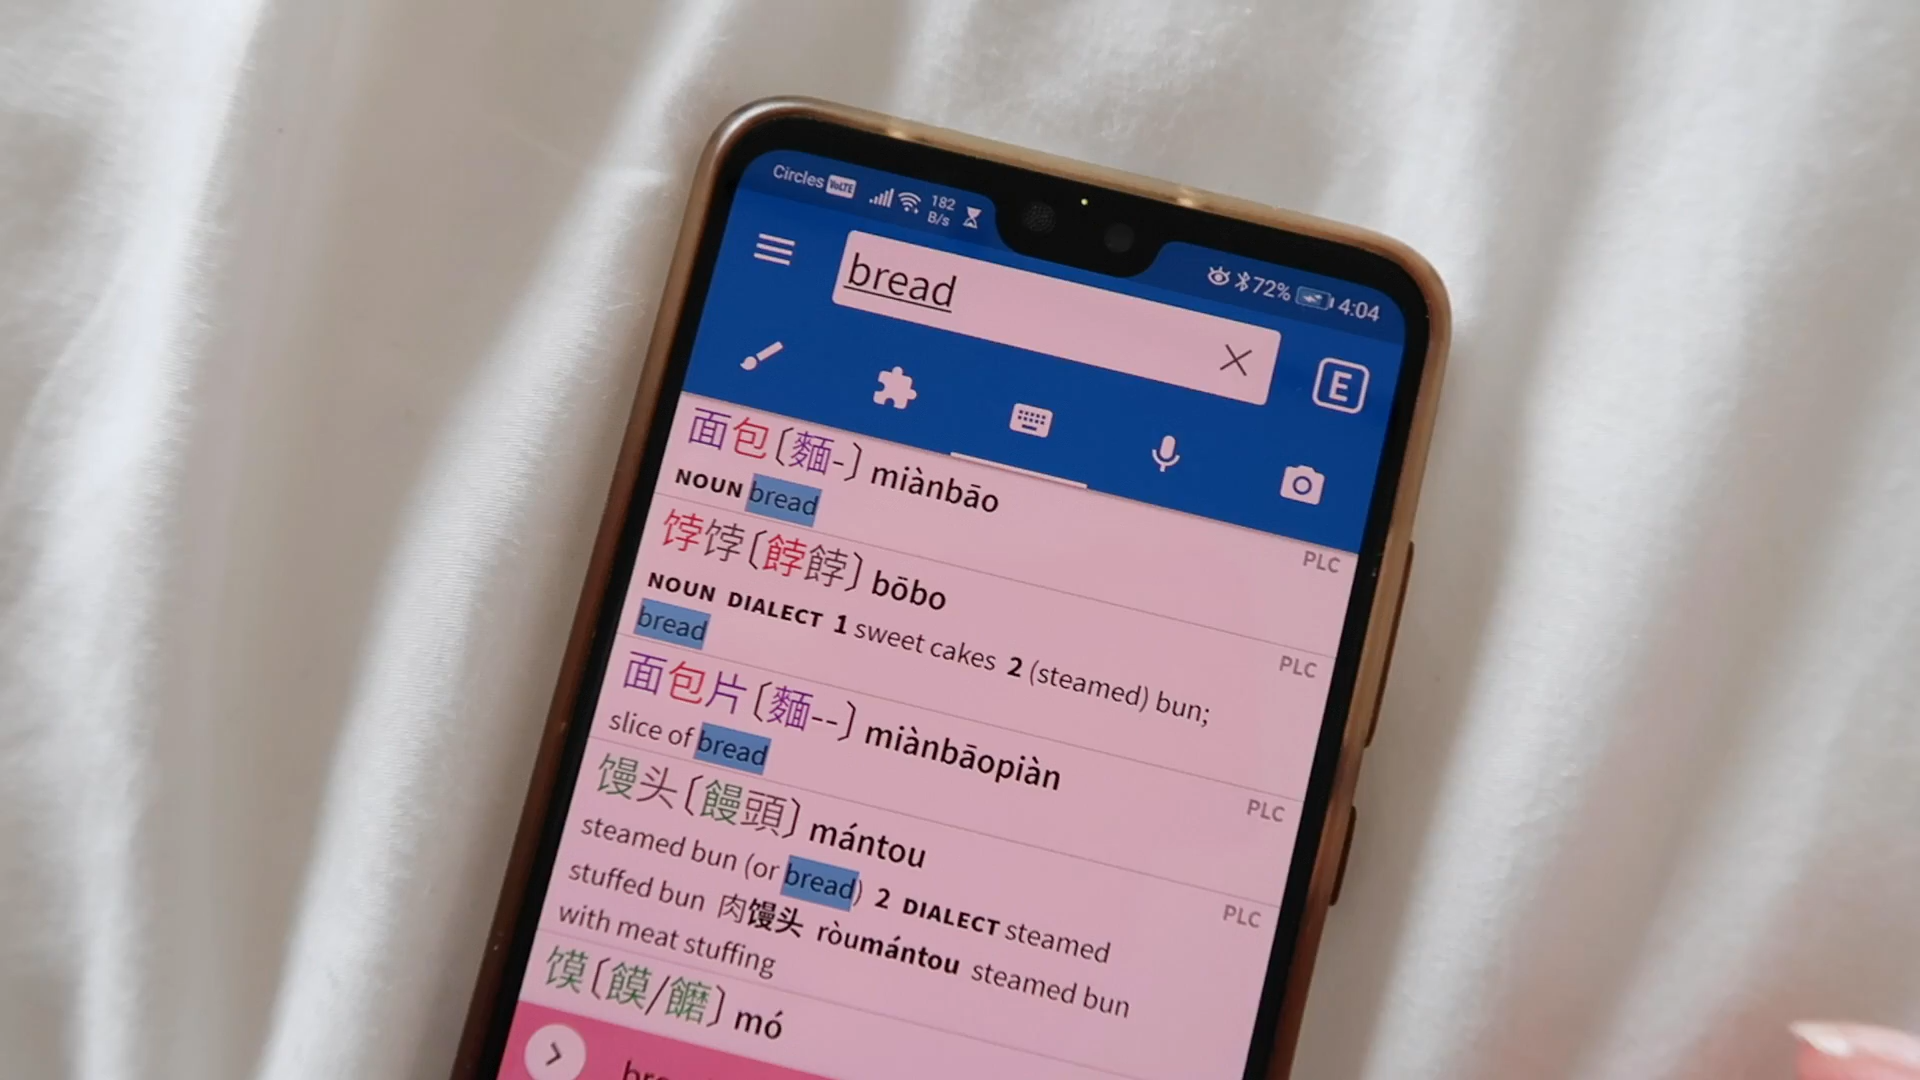 Circles VoLTE 182 B/s 72% 4:04
bread
E
面包〔麵-〕 miànbāo
NOUN bread PLC
饽饽〔餑餑〕 bōbo
NOUN DIALECT 1 sweet cakes 2 (steamed) bun; PLC
bread
面包片〔麵--〕 miànbāopiàn
slice of bread PLC
馒头〔饅頭〕 mántou PLC
steamed bun (or bread) 2 DIALECT steamed
stuffed bun 肉馒头 ròumántou steamed bun
with meat stuffing
馍〔饃/饝〕 mó